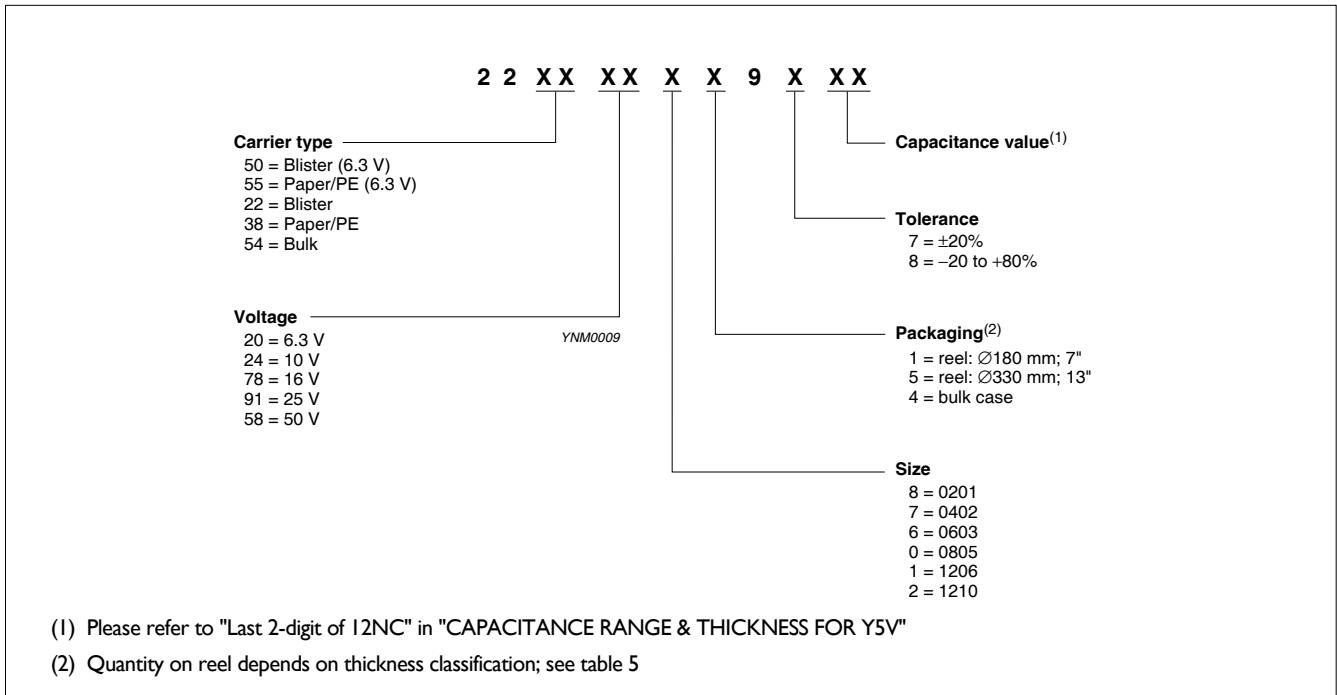 2 2 X X X X X X 9 X X X
Carrier type
50 = Blister (6.3 V)
55 = Paper/PE (6.3 V)
22 = Blister
38 = Paper/PE
54 = Bulk
Voltage
20 = 6.3 V
24 = 10 V
78 = 16 V
91 = 25 V
58 = 50 V
YNM0009
Capacitance value(1)
Tolerance
7 = ±20%
8 = −20 to +80%
Packaging(2)
1 = reel: ∅180 mm; 7"
5 = reel: ∅330 mm; 13"
4 = bulk case
Size
8 = 0201
7 = 0402
6 = 0603
0 = 0805
1 = 1206
2 = 1210
(1) Please refer to "Last 2-digit of 12NC" in "CAPACITANCE RANGE & THICKNESS FOR Y5V"
(2) Quantity on reel depends on thickness classification; see table 5